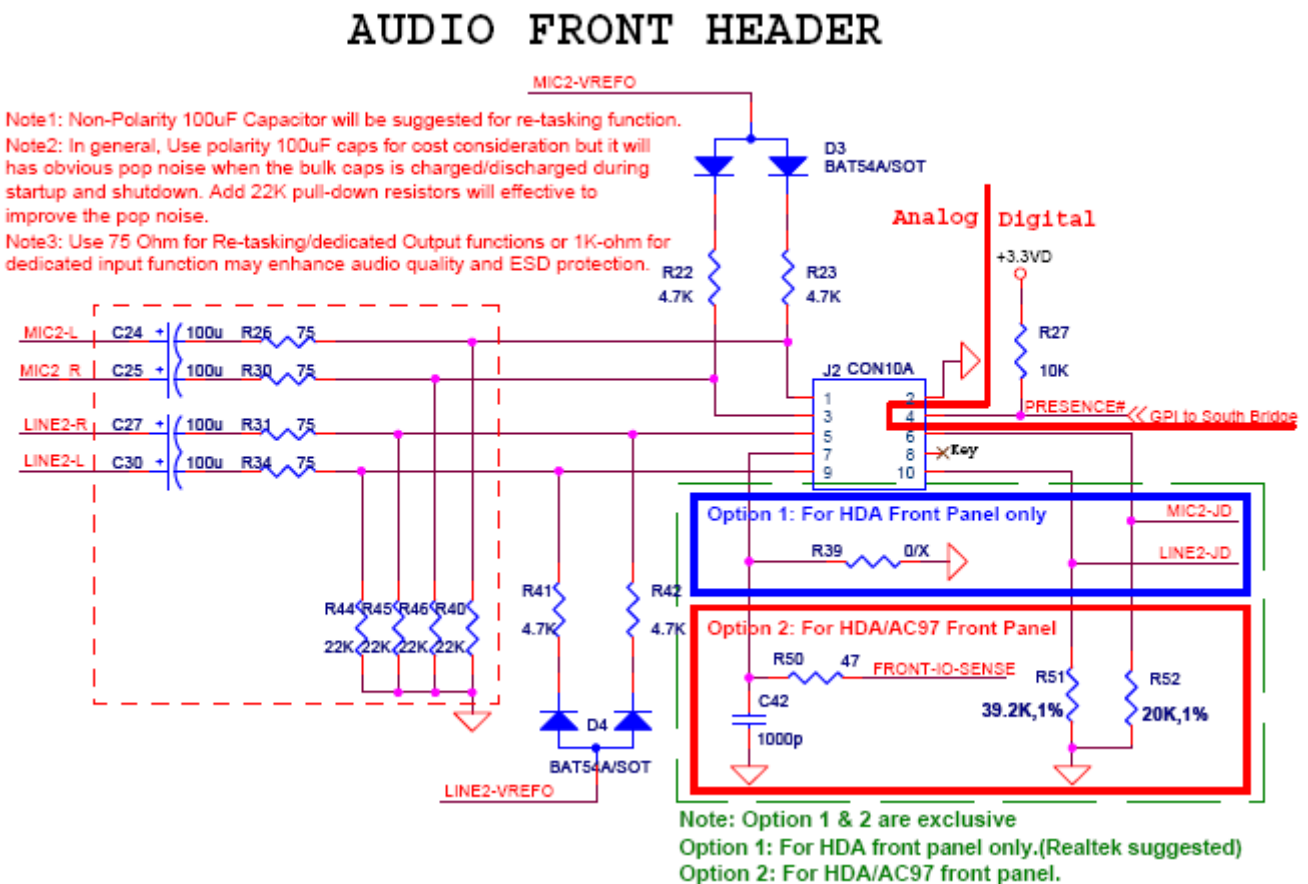 AUDIO FRONT HEADER
MIC2-VREFO
Note1: Non-Polarity 100uF Capacitor will be suggested for re-tasking function.
Note2: In general, Use polarity 100uF caps for cost consideration but it will
has obvious pop noise when the bulk caps is charged/discharged during
startup and shutdown. Add 22K pull-down resistors will effective to
improve the pop noise.
Note3: Use 75 Ohm for Re-tasking/dedicated Output functions or 1K-ohm for
dedicated input function may enhance audio quality and ESD protection.
D3
BAT54A/SOT
Analog Digital
+3.3VD
R22
4.7K
R23
4.7K
R27
10K
MIC2-L C24 + 100u R26 75
MIC2_R C25 + 100u R30 75
LINE2-R C27 + 100u R31 75
LINE2-L C30 + 100u R34 75
J2 CON10A
1 2
3 4
5 6
7 8
9 10
PRESENCE#
GPI to South Bridge
Key
Option 1: For HDA Front Panel only
MIC2-JD
R39 0/X
LINE2-JD
R44 R45 R46 R40
22K 22K 22K 22K
R41
4.7K
R42
4.7K
Option 2: For HDA/AC97 Front Panel
R50 47
FRONT-IO-SENSE
C42
1000p
R51
39.2K,1%
R52
20K,1%
D4
BAT54A/SOT
LINE2-VREFO
Note: Option 1 & 2 are exclusive
Option 1: For HDA front panel only.(Realtek suggested)
Option 2: For HDA/AC97 front panel.